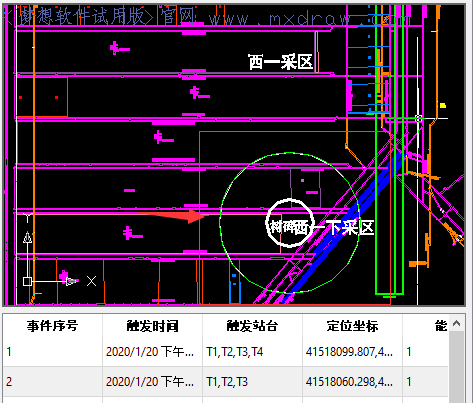 梦想软件试用版>官网 www.mxdraw.com
西一采区
西一下采区
Y
X
事件序号 触发时间 触发站台 定位坐标 能
1 2020/1/20 下午... T1,T2,T3,T4 41518099.807,4... 1
2 2020/1/20 下午... T1,T2,T3 41518060.298,4... 1